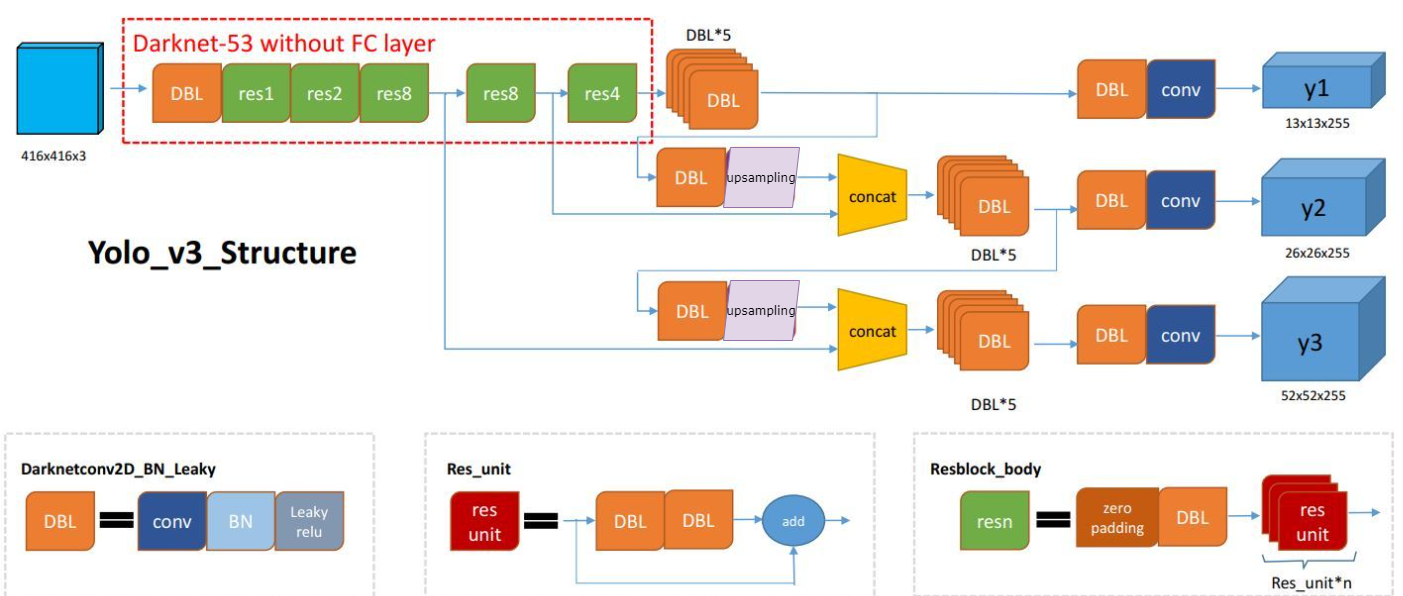 Darknet-53 without FC layer
DBL*5
DBL
res1
res2
res8
res8
res4
DBL
DBL
conv
y1
13x13x255
416x416x3
DBL
upsampling
concat
DBL
DBL*5
DBL
conv
y2
26x26x255
Yolo_v3_Structure
DBL
upsampling
concat
DBL
DBL*5
DBL
conv
y3
52x52x255
Darknetconv2D_BN_Leaky
DBL
conv
BN
Leaky
relu
Res_unit
res
unit
DBL
DBL
add
Resblock_body
resn
zero
padding
DBL
res
unit
Res_unit*n